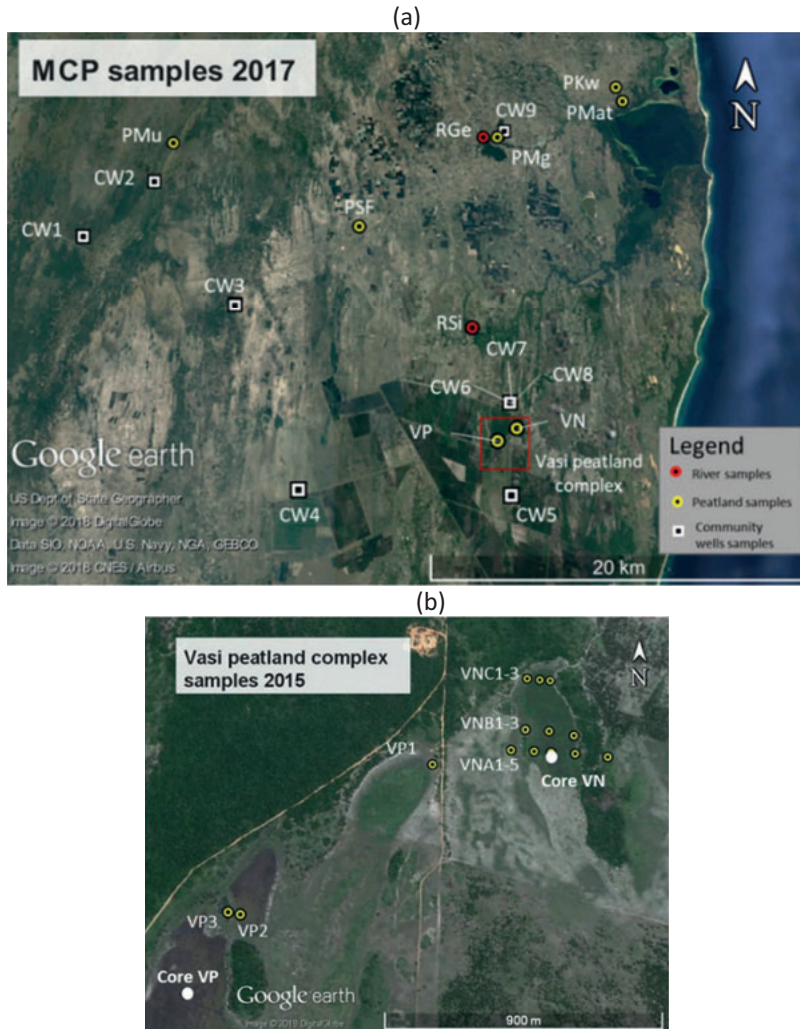 (a)
MCP samples 2017
PKw
PMat
N
CW9
RGe
PMg
PMu
CW2
PSF
CW1
CW3
RSi
CW7
CW6
CW8
VP
VN
Vasi peatland
complex
CW4
CW5
Google earth
US Dept of State Geographer
Image © 2018 DigitalGlobe
Data SIO, NOAA, U.S. Navy, NGA, GEBCO
Image © 2018 CNES / Airbus
Legend
River samples
Peatland samples
Community
wells samples
20 km
(b)
Vasi peatland complex
samples 2015
N
VNC1-3
VNB1-3
VP1
VNA1-5
Core VN
VP3
VP2
Core VP
Google earth
Image © 2018 DigitalGlobe
900 m